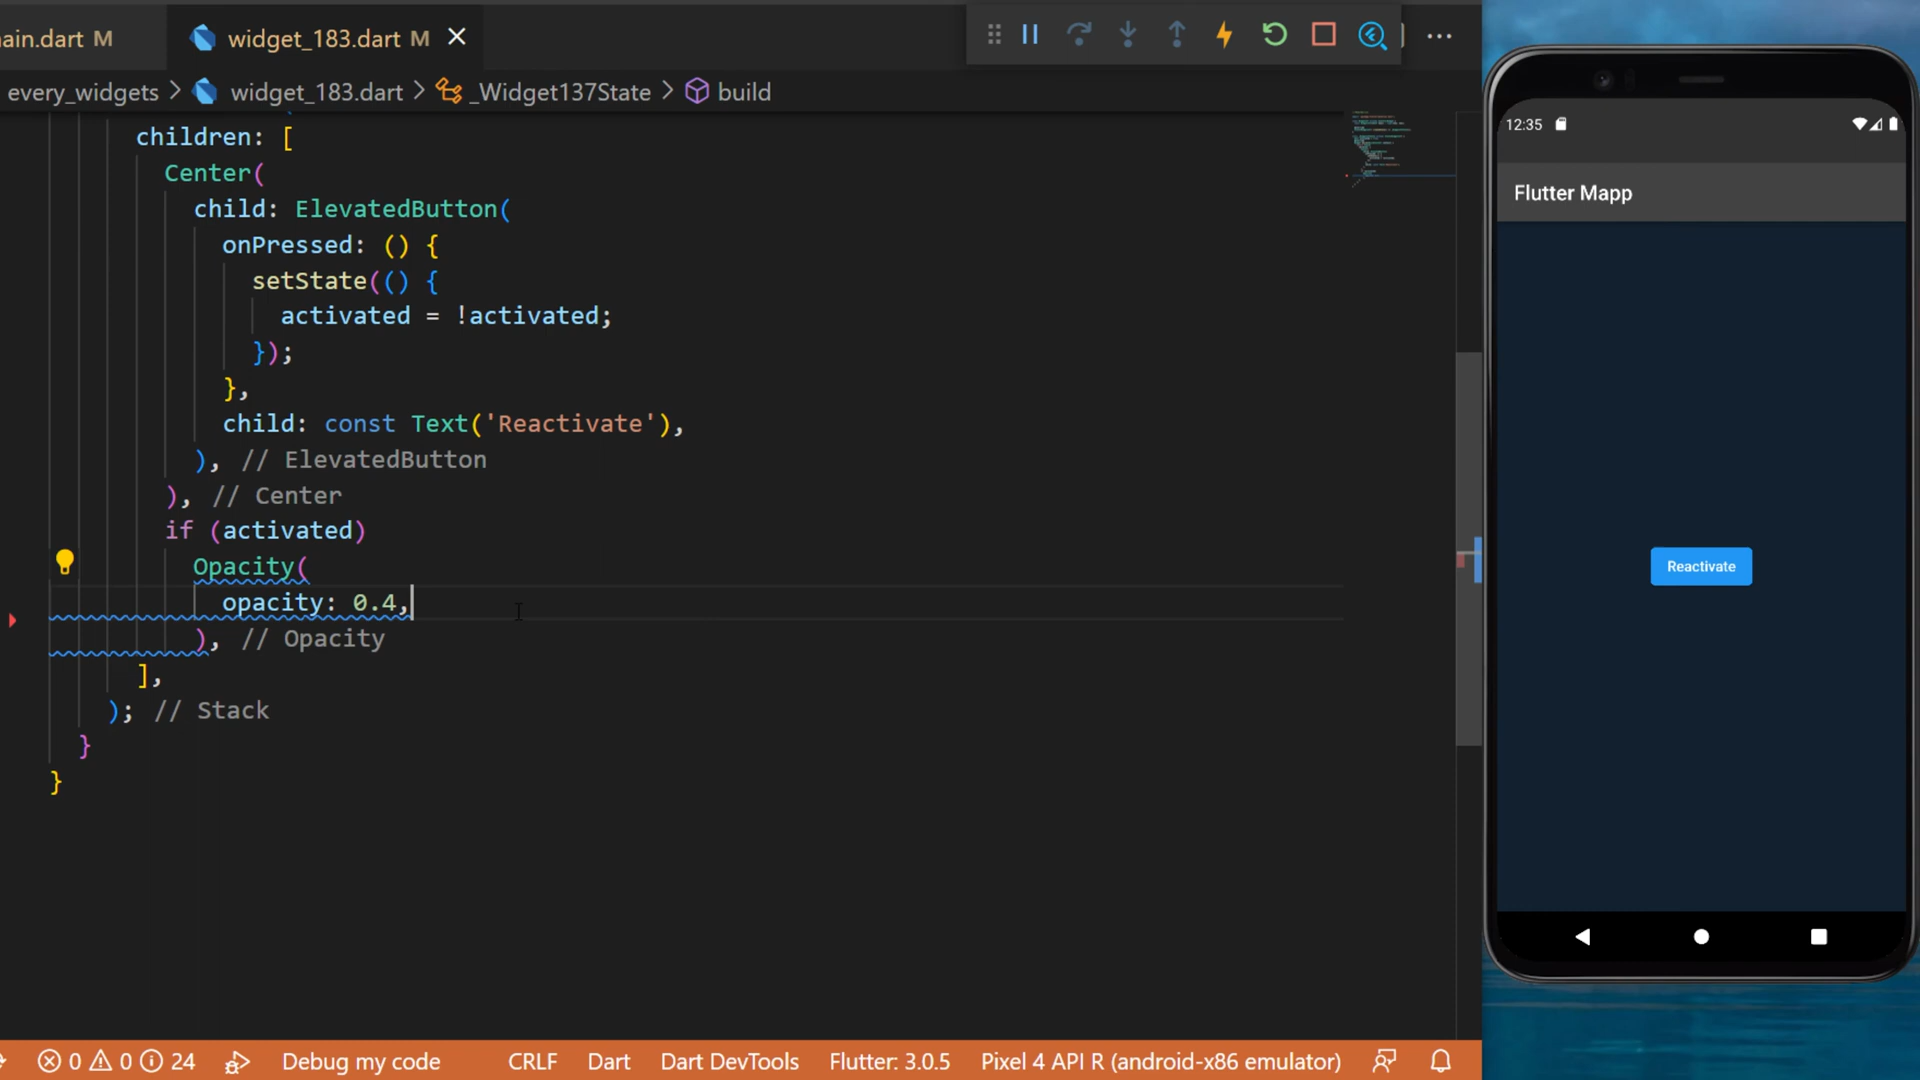 ain.dart M
widget_183.dart M
every_widgets > widget_183.dart > _Widget137State > build
children: [
Center(
child: ElevatedButton(
onPressed: () {
setState(() {
activated = !activated;
});
},
child: const Text('Reactivate'),
), // ElevatedButton
), // Center
if (activated)
Opacity(
opacity: 0.4,
), // Opacity
],
); // Stack
}
}
0 0 24 Debug my code CRLF Dart Dart DevTools Flutter: 3.0.5 Pixel 4 API R (android-x86 emulator)
12:35
Flutter Mapp
Reactivate